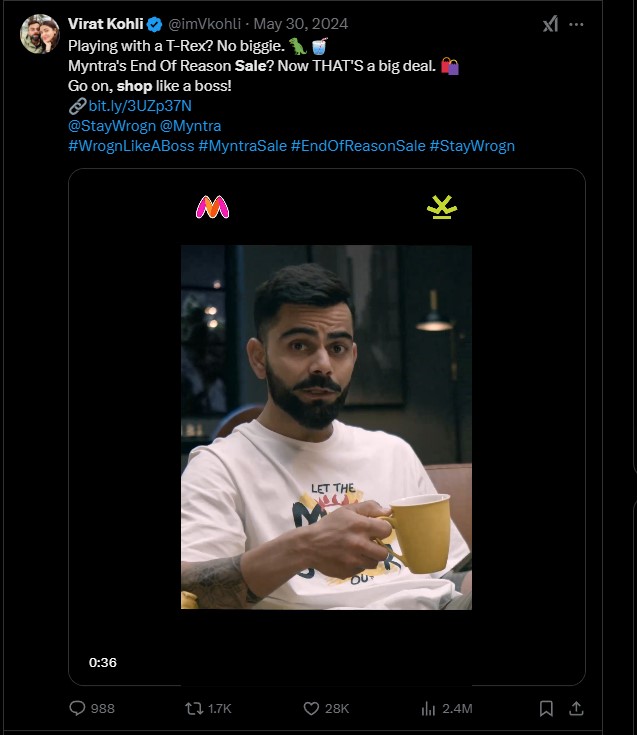 Virat Kohli @imVkohli · May 30, 2024
Playing with a T-Rex? No biggie. 🦖 🥤
Myntra's End Of Reason Sale? Now THAT'S a big deal. 🛍️
Go on, shop like a boss!
🔗bit.ly/3UZp37N
@StayWrogn @Myntra
#WrognLikeABoss #MyntraSale #EndOfReasonSale #StayWrogn
LET THE
OUT
0:36
988 1.7K 28K 2.4M